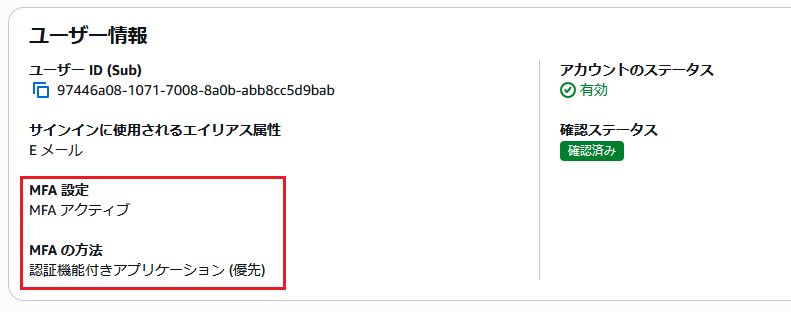 ユーザー情報
ユーザー ID (Sub)
97446a08-1071-7008-8a0b-abb8cc5d9bab
サインインに使用されるエイリアス属性
E メール
MFA 設定
MFA アクティブ
MFA の方法
認証機能付きアプリケーション (優先)
アカウントのステータス
有効
確認ステータス
確認済み